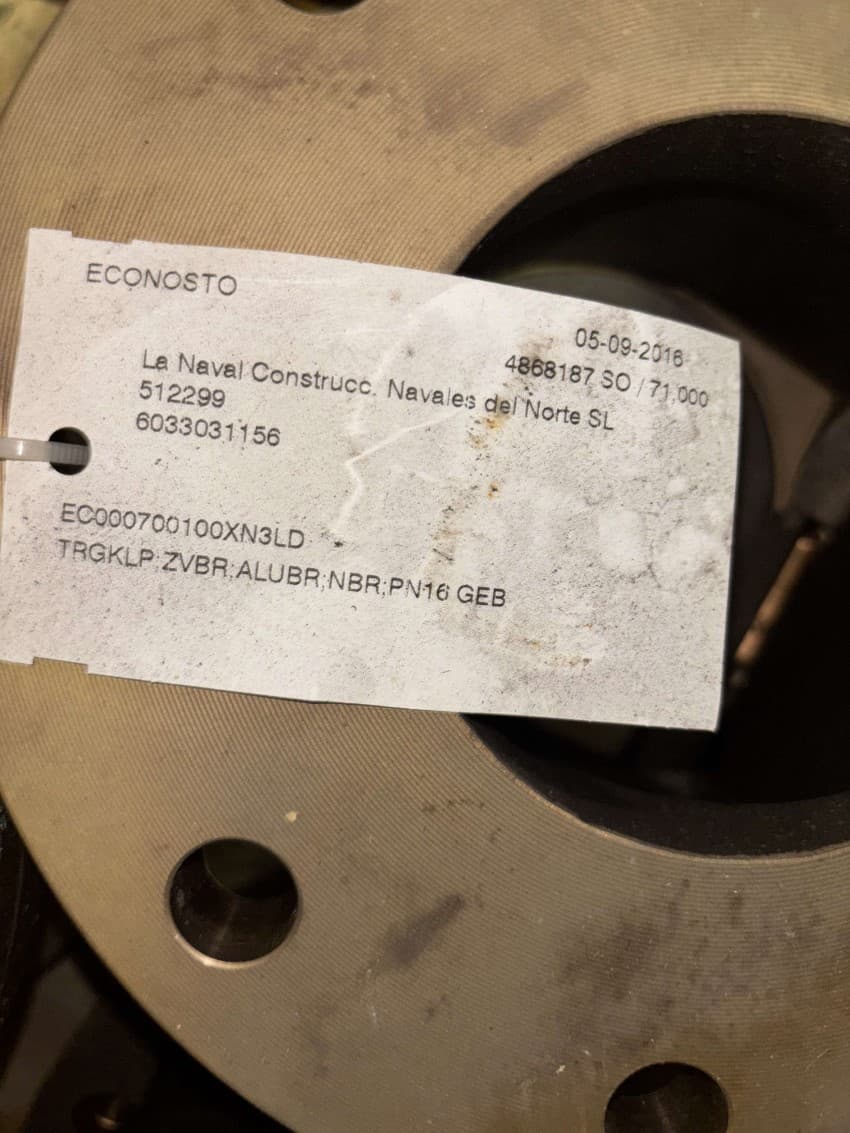 ECONOSTO
05-09-2016
4868187 SO / 71,000
La Naval Construcc. Navales del Norte SL
512299
6033031156
EC000700100XN3LD
TRGKLP;ZVBR;ALUBR;NBR;PN16 GEB